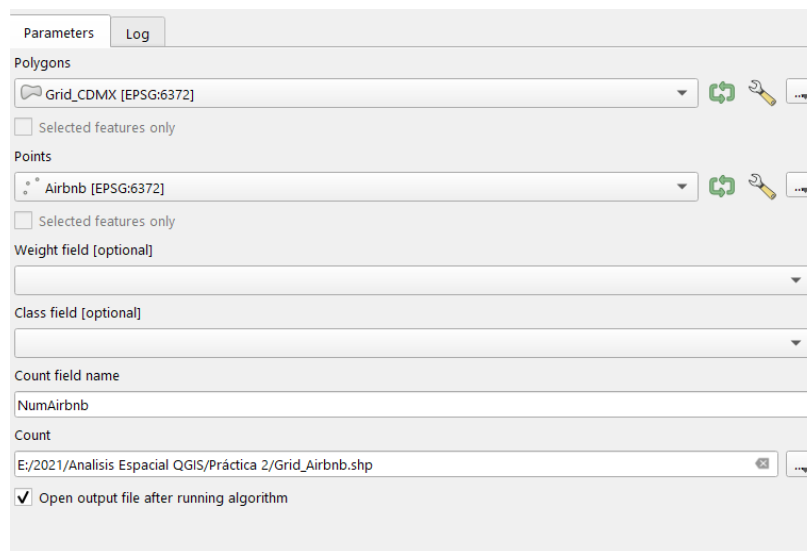 Parameters Log
Polygons
Grid_CDMX [EPSG:6372]
Selected features only
Points
Airbnb [EPSG:6372]
Selected features only
Weight field [optional]
Class field [optional]
Count field name
NumAirbnb
Count
E:/2021/Analisis Espacial QGIS/Práctica 2/Grid_Airbnb.shp
Open output file after running algorithm